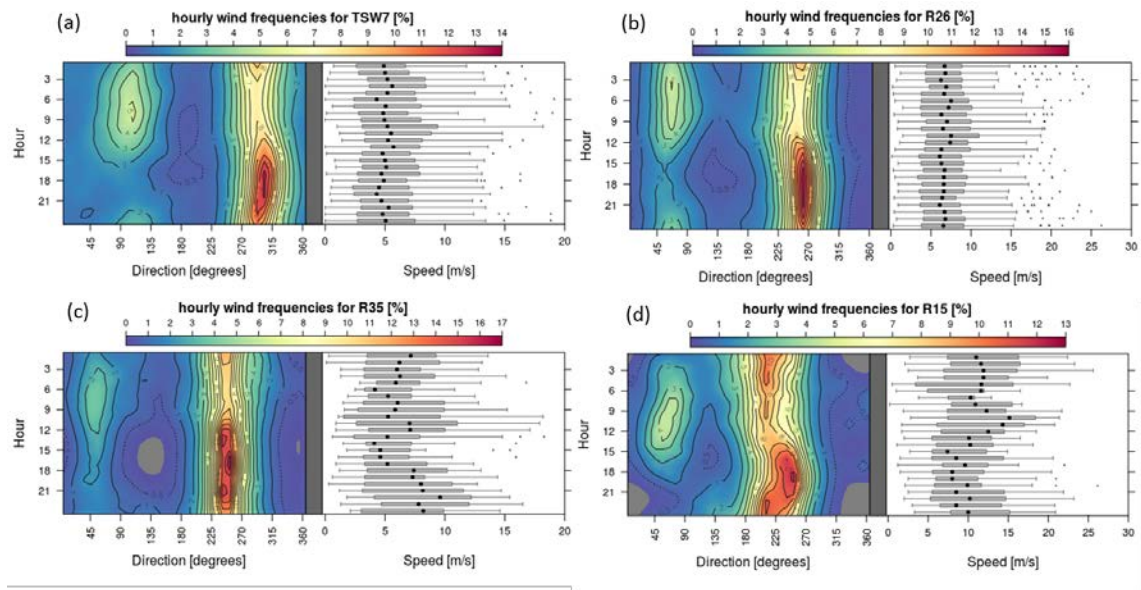 (a)
hourly wind frequencies for TSW7 [%]
0 1 2 3 4 5 6 7 8 9 10 11 12 13 14
Hour
3
6
9
12
15
18
21
45 90 135 180 225 270 315 360
Direction [degrees]
0 5 10 15 20
Speed [m/s]
(b)
hourly wind frequencies for R26 [%]
0 1 2 3 4 5 6 7 8 9 10 11 12 13 14 15 16
Hour
3
6
9
12
15
18
21
45 90 135 180 225 270 315 360
Direction [degrees]
0 5 10 15 20 25 30
Speed [m/s]
(c)
hourly wind frequencies for R35 [%]
0 1 2 3 4 5 6 7 8 9 10 11 12 13 14 15 16 17
Hour
3
6
9
12
15
18
21
45 90 135 180 225 270 315 360
Direction [degrees]
0 5 10 15 20
Speed [m/s]
(d)
hourly wind frequencies for R15 [%]
0 1 2 3 4 5 6 7 8 9 10 11 12 13
Hour
3
6
9
12
15
18
21
45 90 135 180 225 270 315 360
Direction [degrees]
0 5 10 15 20 25 30
Speed [m/s]